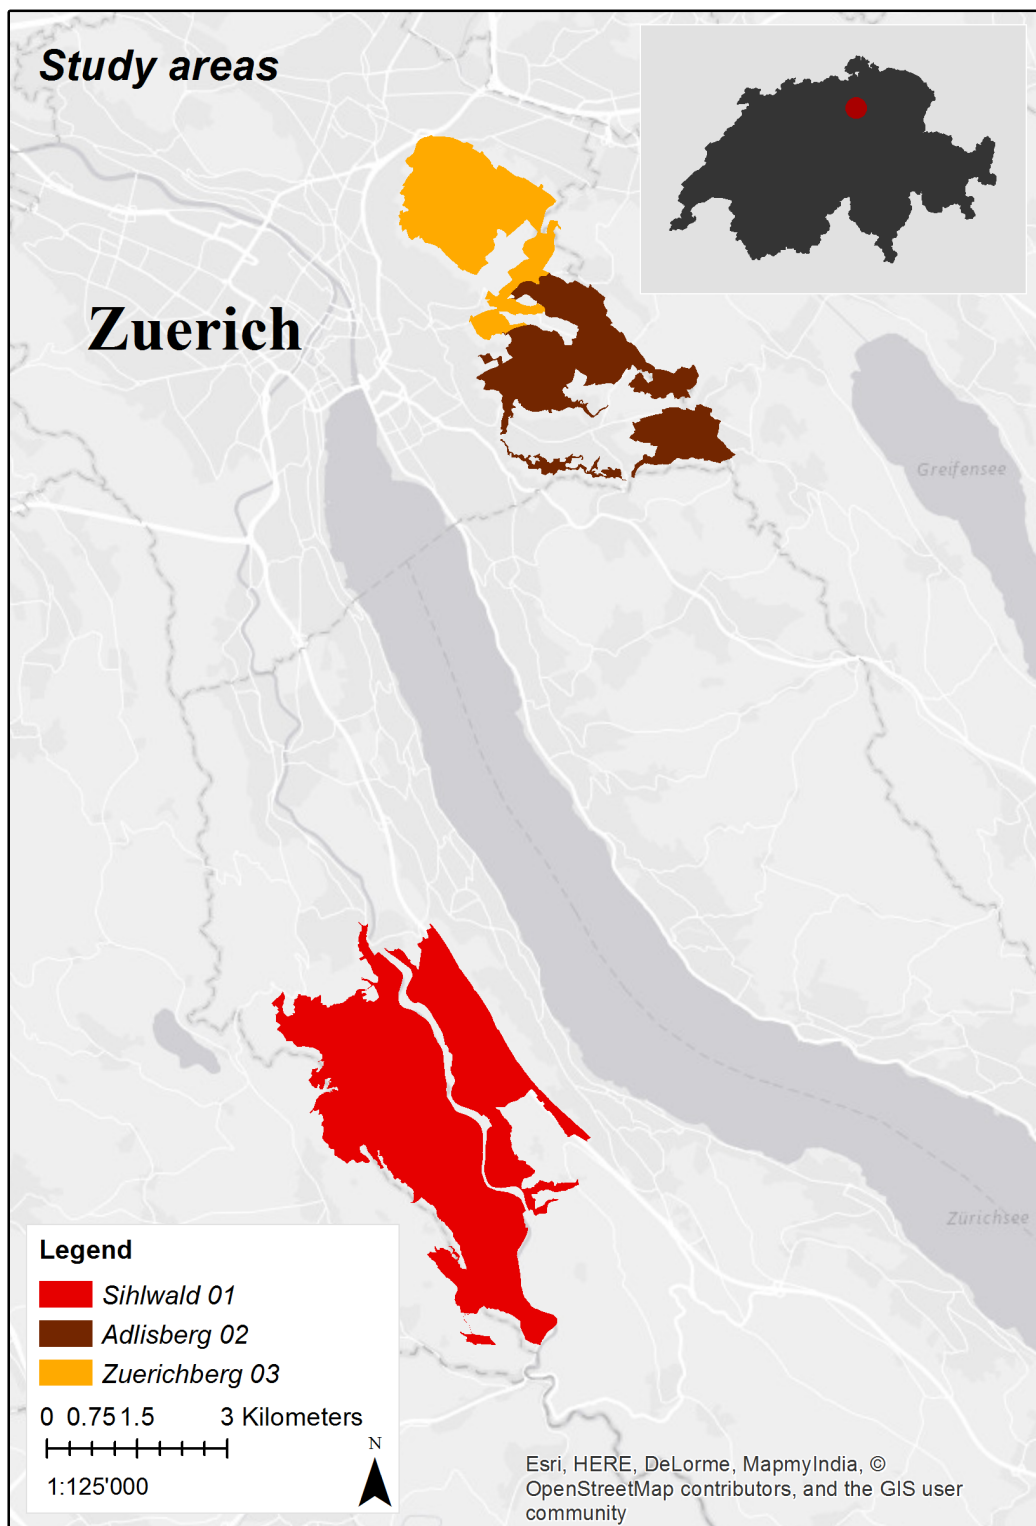 Study areas
Zuerich
Greifensee
Zürichsee
Legend
Sihlwald 01
Adlisberg 02
Zuerichberg 03
0 0.75 1.5 3 Kilometers
N
1:125'000
Esri, HERE, DeLorme, MapmyIndia, ©
OpenStreetMap contributors, and the GIS user
community